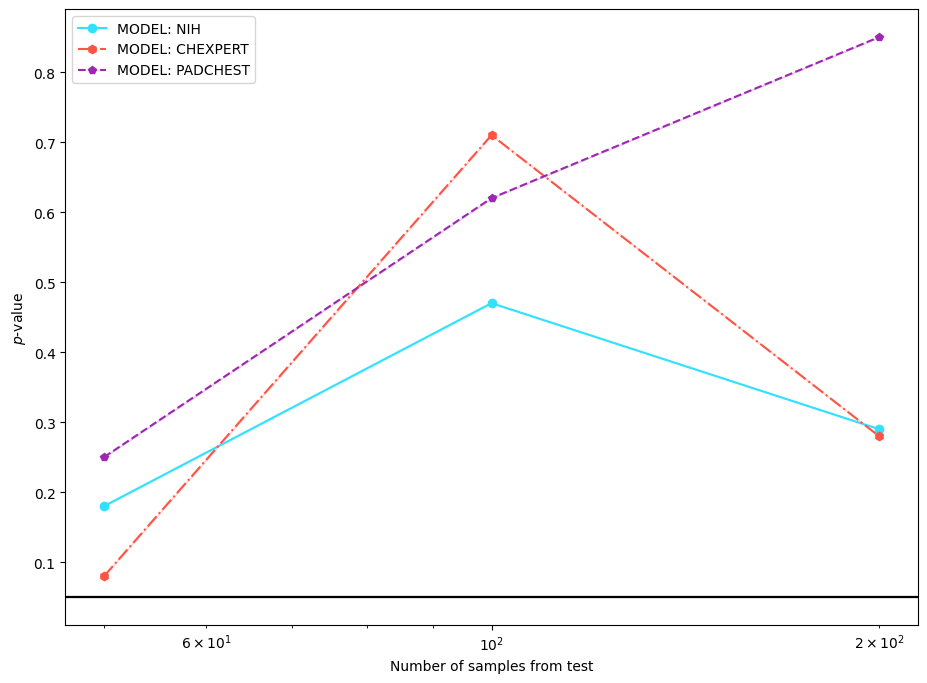 MODEL: NIH
MODEL: CHEXPERT
MODEL: PADCHEST
0.8
0.7
0.6
0.5
0.4
0.3
0.2
0.1
p-value
6 × 10¹
10²
2 × 10²
Number of samples from test